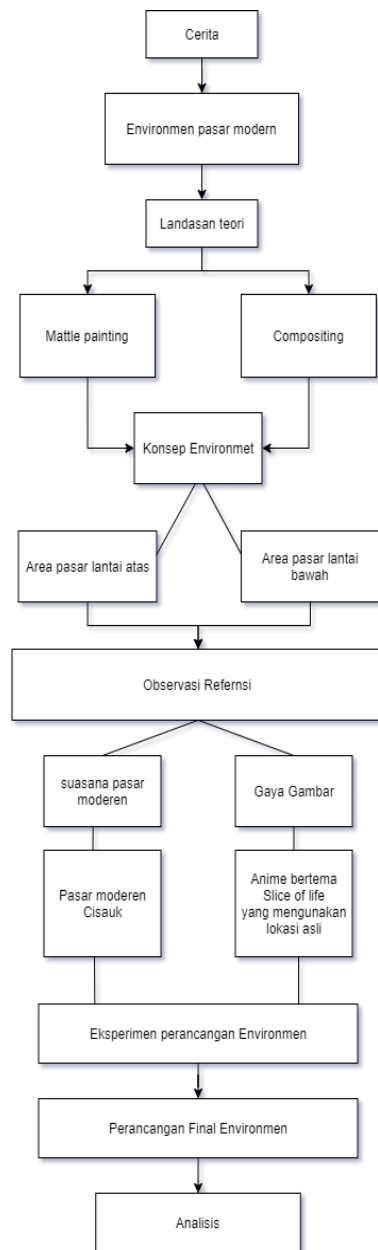 Cerita
Environmen pasar modern
Landasan teori
Mattle painting
Compositing
Konsep Environmet
Area pasar lantai atas
Area pasar lantai
bawah
Observasi Refernsi
suasana pasar
moderen
Gaya Gambar
Pasar moderen
Cisauk
Anime bertema
Slice of life
yang mengunakan
lokasi asli
Eksperimen perancangan Environmen
Perancangan Final Environmen
Analisis